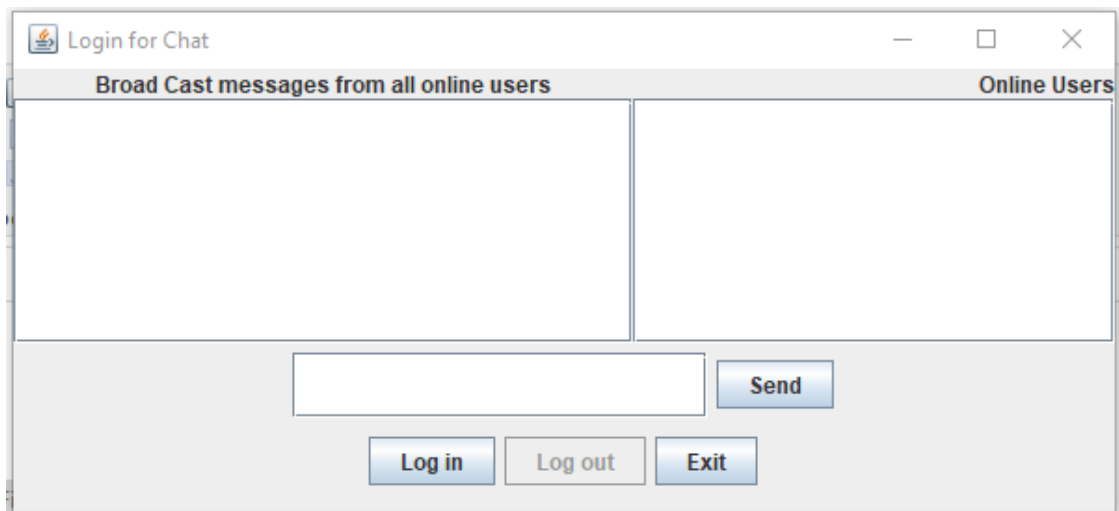 Login for Chat
Broad Cast messages from all online users Online Users
Send
Log in Log out Exit